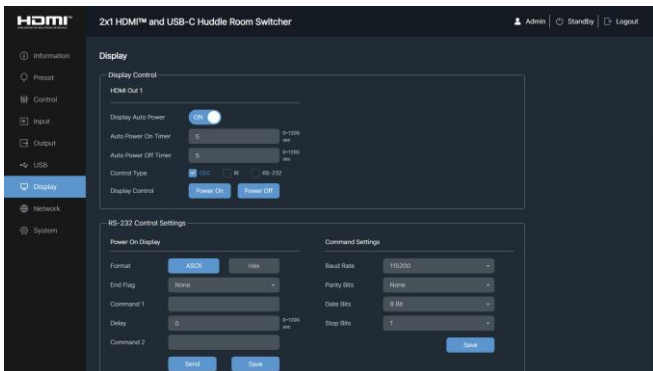 HDMI™
2x1 HDMI™ and USB-C Huddle Room Switcher
Admin
Standby
Logout
Information
Preset
Control
Input
Output
USB
Display
Network
System
Display
Display Control
HDMI Out 1
Display Auto Power
ON
Auto Power On Timer
5
0~1200
sec
Auto Power Off Timer
5
0~1200
sec
Control Type
CEC
IR
RS-232
Display Control
Power On
Power Off
RS-232 Control Settings
Power On Display
Format
ASCII
Hex
End Flag
None
Command 1
Delay
0
0~1200
sec
Command 2
Send
Save
Command Settings
Baud Rate
115200
Parity Bits
None
Date Bits
8 Bit
Stop Bits
1
Save